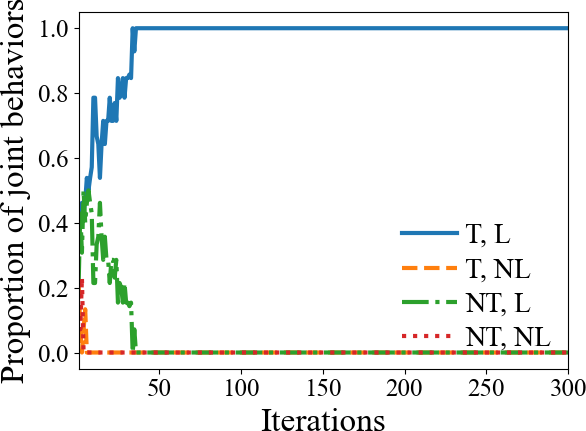 Proportion of joint behaviors
1.0
0.8
0.6
0.4
0.2
0.0
T, L
T, NL
NT, L
NT, NL
50
100
150
200
250
300
Iterations